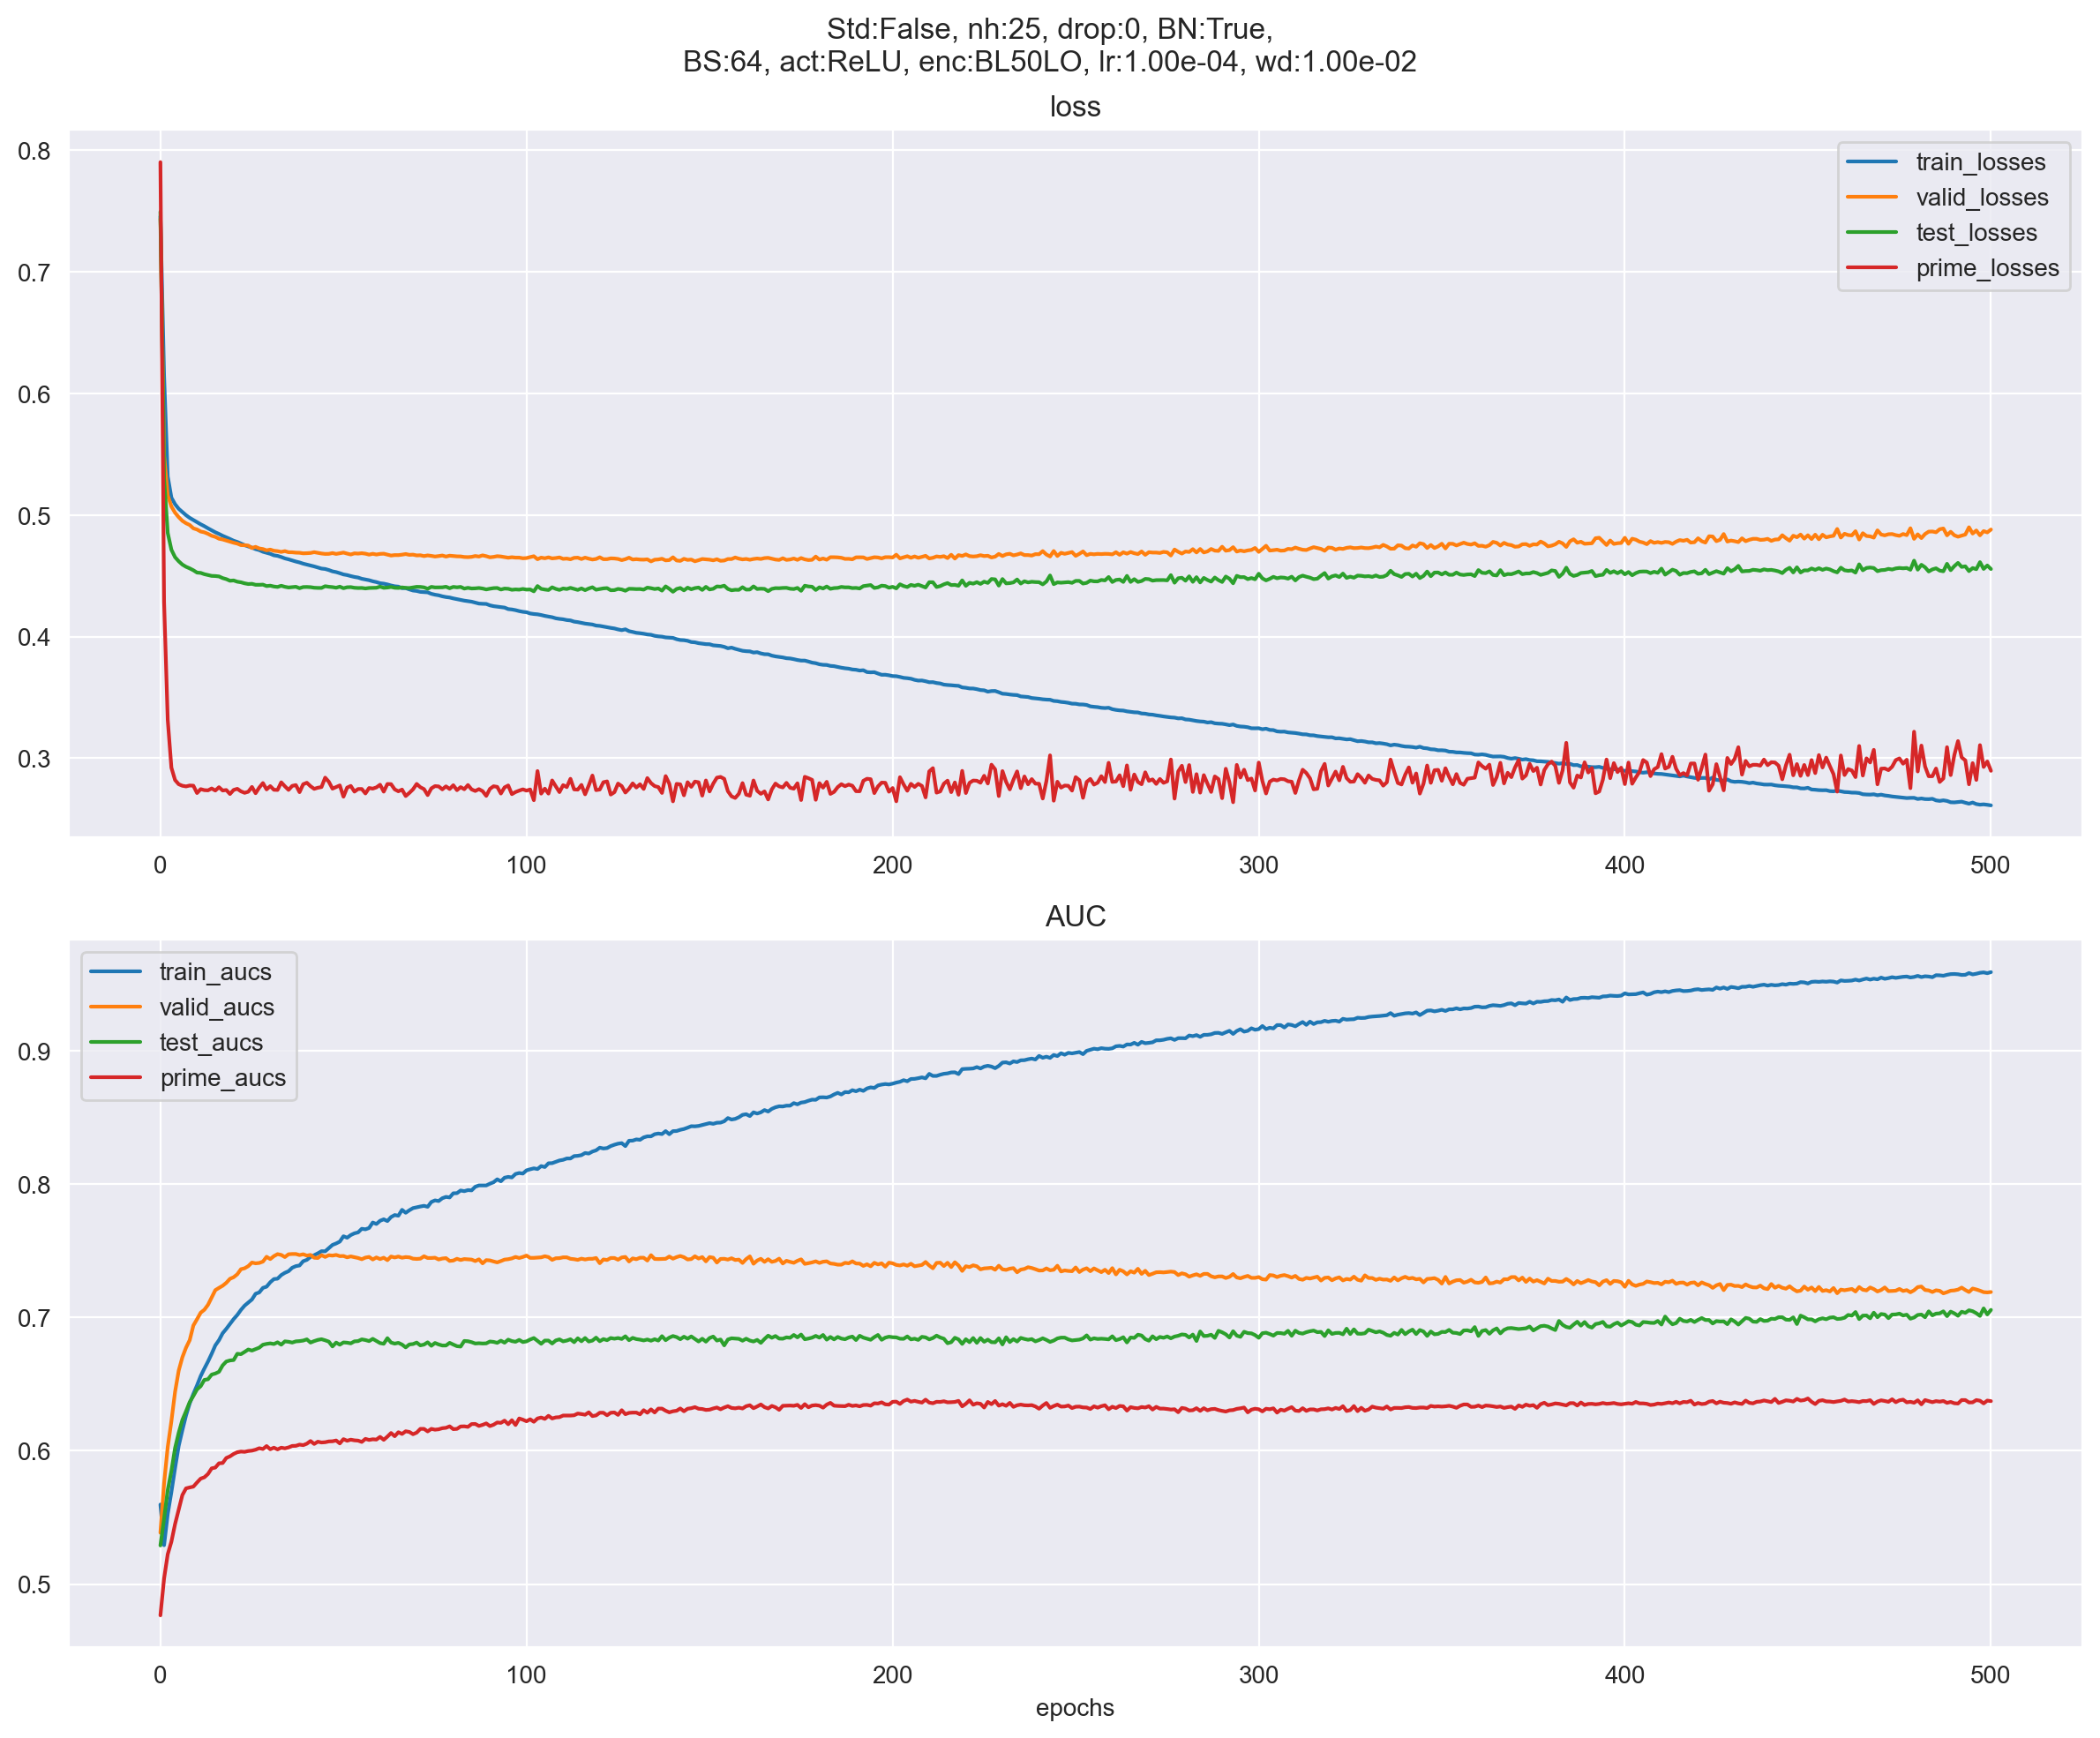 Std:False, nh:25, drop:0, BN:True,
BS:64, act:ReLU, enc:BL50LO, lr:1.00e-04, wd:1.00e-02
loss
0.8
0.7
0.6
0.5
0.4
0.3
train_losses
valid_losses
test_losses
prime_losses
0 100 200 300 400 500
AUC
train_aucs
valid_aucs
test_aucs
prime_aucs
0.9
0.8
0.7
0.6
0.5
0 100 200 300 400 500
epochs